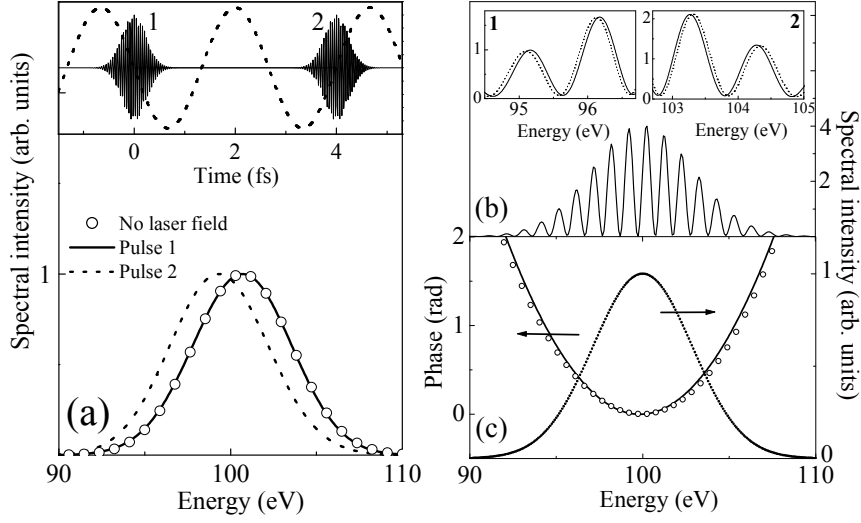 1
2
0
2
4
Time (fs)
No laser field
Pulse 1
Pulse 2
1
Spectral intensity (arb. units)
(a)
90
100
110
Energy (eV)
1
2
1
0
95
96
Energy (eV)
2
2
1
0
103
104
105
Energy (eV)
(b)
4
2
Spectral intensity (arb. units)
2
1
0
Phase (rad)
1
0
(c)
90
100
110
Energy (eV)